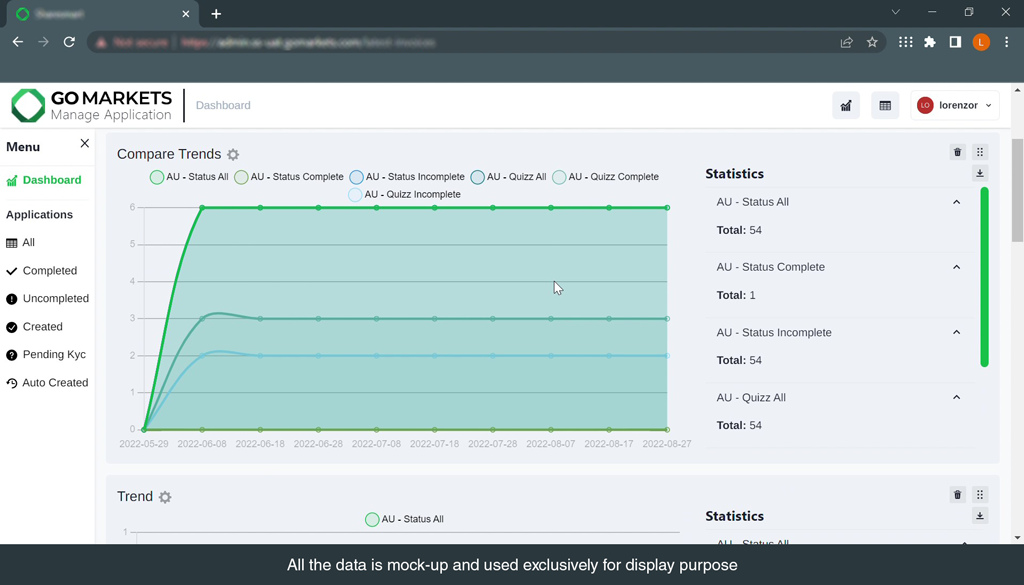 Not secure
GO MARKETS
Manage Application
Dashboard
LO lorenzor
L
Menu
Dashboard
Applications
All
Completed
Uncompleted
Created
Pending Kyc
Auto Created
Compare Trends
AU - Status All AU - Status Complete AU - Status Incomplete AU - Quizz All AU - Quizz Complete
AU - Quizz Incomplete
6
5
4
3
2
1
0
2022-05-29 2022-06-08 2022-06-18 2022-06-28 2022-07-08 2022-07-18 2022-07-28 2022-08-07 2022-08-17 2022-08-27
Statistics
AU - Status All
Total: 54
AU - Status Complete
Total: 1
AU - Status Incomplete
Total: 54
AU - Quizz All
Total: 54
Trend
AU - Status All
1
Statistics
AU - Status All
All the data is mock-up and used exclusively for display purpose